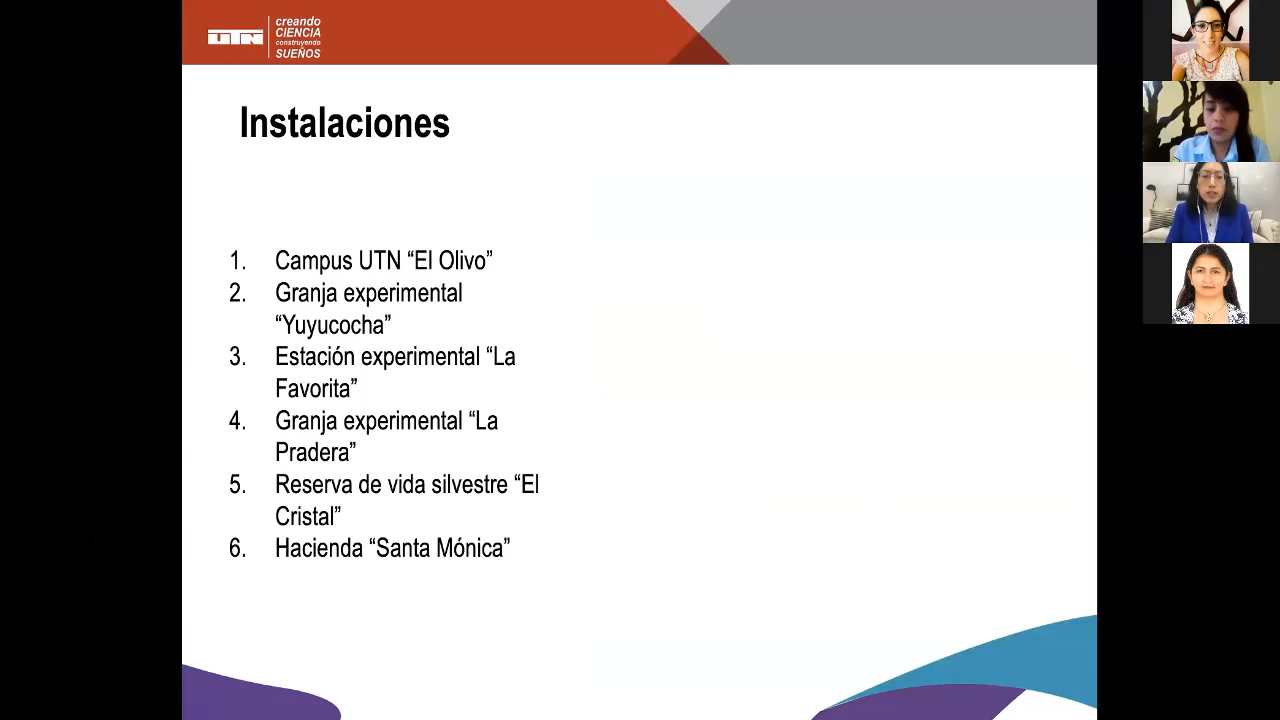 UTN
creando
CIENCIA
construyendo
SUEÑOS
Instalaciones
1. Campus UTN “El Olivo”
2. Granja experimental
“Yuyucocha”
3. Estación experimental “La
Favorita”
4. Granja experimental “La
Pradera”
5. Reserva de vida silvestre “El
Cristal”
6. Hacienda “Santa Mónica”